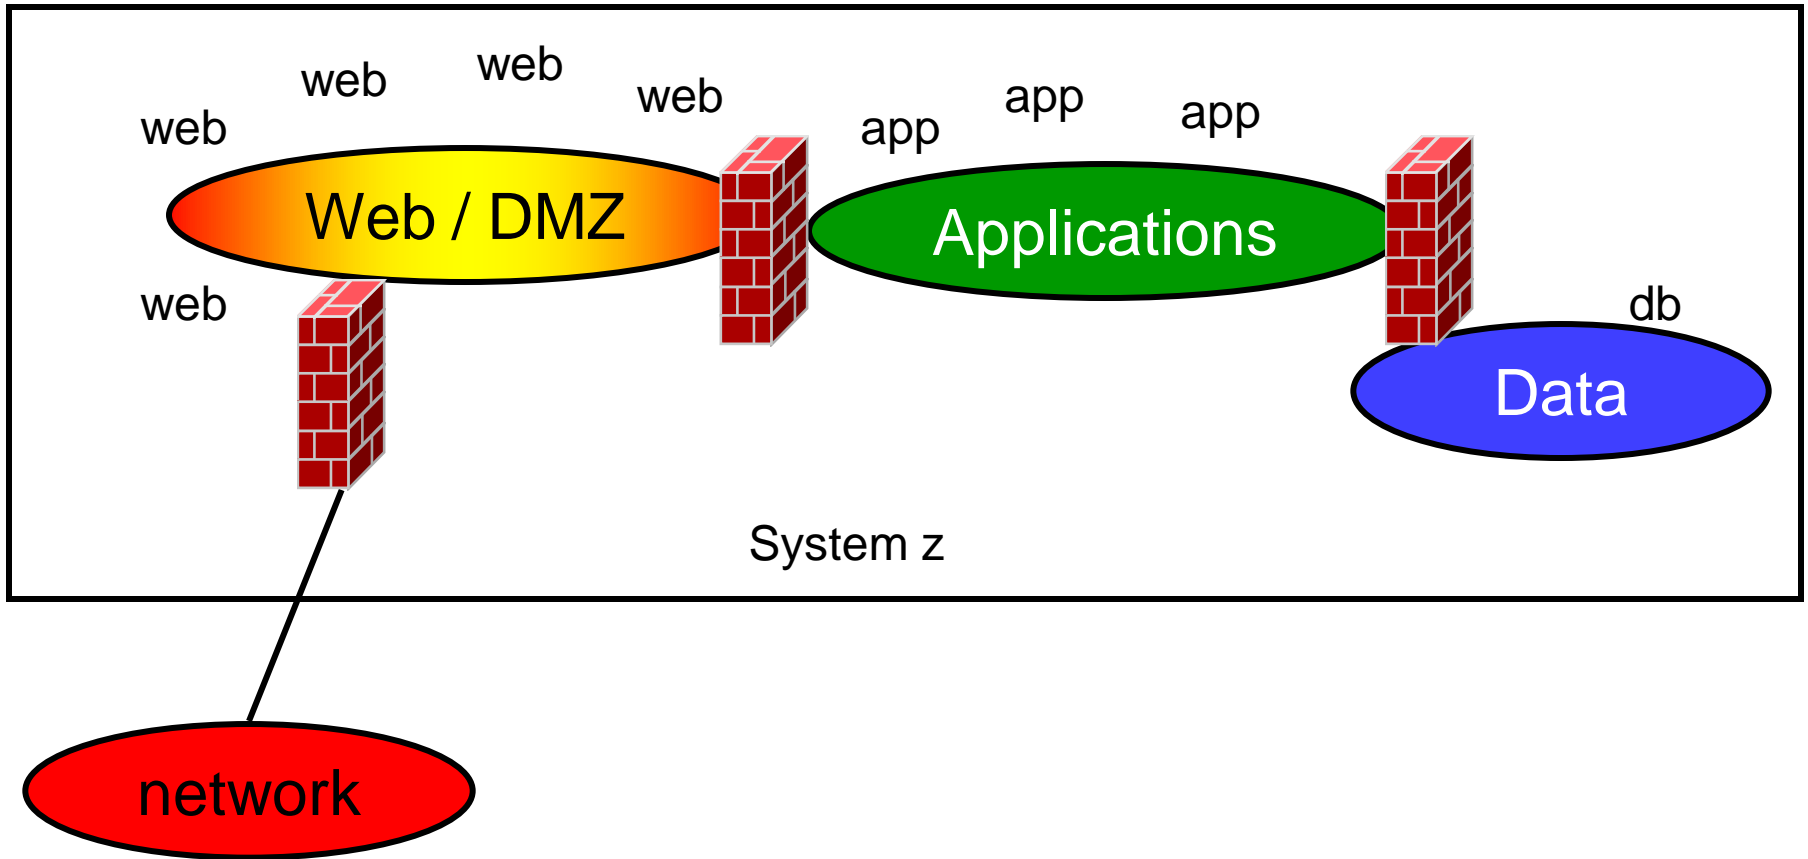 web
web
web
web
app
app
app
Web / DMZ
Applications
web
db
Data
System z
network